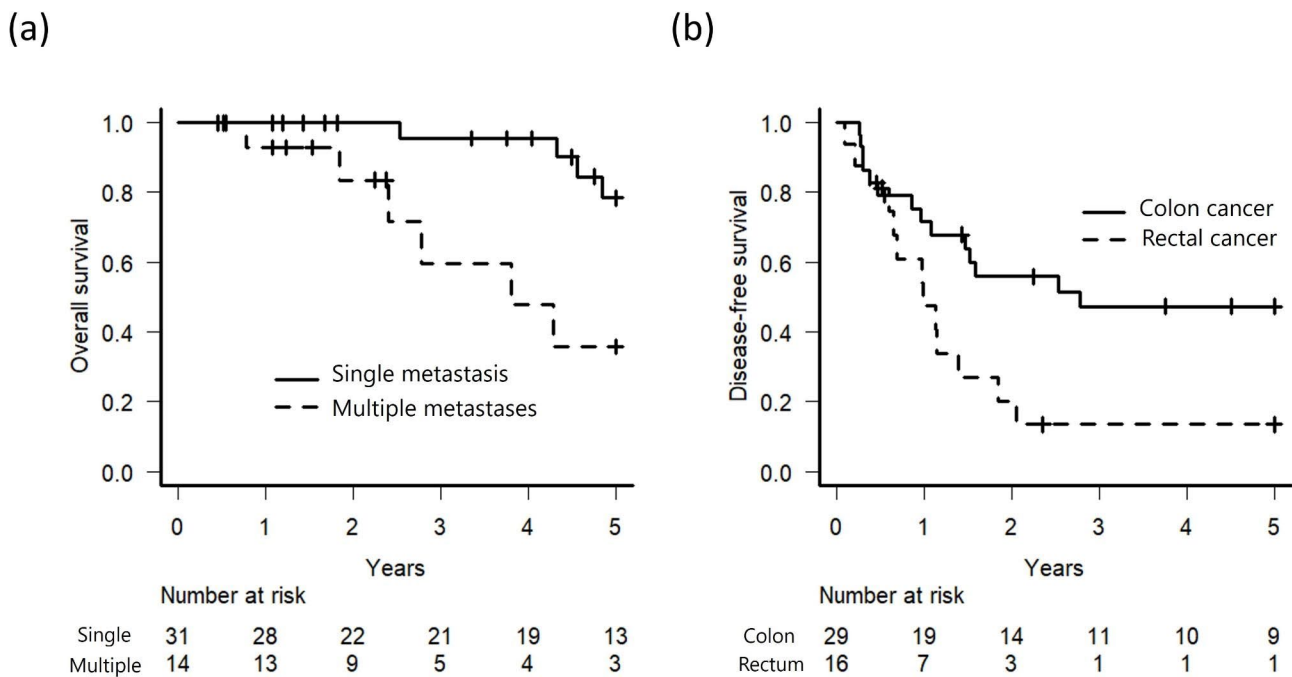 (a)
1.0
0.8
0.6
0.4
0.2
0.0
Overall survival
Single metastasis
Multiple metastases
0 1 2 3 4 5
Years
Number at risk
Single 31 28 22 21 19 13
Multiple 14 13 9 5 4 3
(b)
1.0
0.8
0.6
0.4
0.2
0.0
Disease-free survival
Colon cancer
Rectal cancer
0 1 2 3 4 5
Years
Number at risk
Colon 29 19 14 11 10 9
Rectum 16 7 3 1 1 1